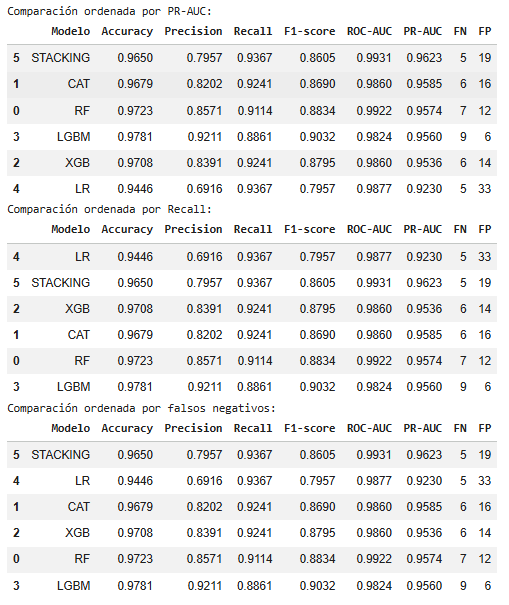 Comparación ordenada por PR-AUC:
Modelo Accuracy Precision Recall F1-score ROC-AUC PR-AUC FN FP
5 STACKING 0.9650 0.7957 0.9367 0.8605 0.9931 0.9623 5 19
1 CAT 0.9679 0.8202 0.9241 0.8690 0.9860 0.9585 6 16
0 RF 0.9723 0.8571 0.9114 0.8834 0.9922 0.9574 7 12
3 LGBM 0.9781 0.9211 0.8861 0.9032 0.9824 0.9560 9 6
2 XGB 0.9708 0.8391 0.9241 0.8795 0.9860 0.9536 6 14
4 LR 0.9446 0.6916 0.9367 0.7957 0.9877 0.9230 5 33
Comparación ordenada por Recall:
Modelo Accuracy Precision Recall F1-score ROC-AUC PR-AUC FN FP
4 LR 0.9446 0.6916 0.9367 0.7957 0.9877 0.9230 5 33
5 STACKING 0.9650 0.7957 0.9367 0.8605 0.9931 0.9623 5 19
2 XGB 0.9708 0.8391 0.9241 0.8795 0.9860 0.9536 6 14
1 CAT 0.9679 0.8202 0.9241 0.8690 0.9860 0.9585 6 16
0 RF 0.9723 0.8571 0.9114 0.8834 0.9922 0.9574 7 12
3 LGBM 0.9781 0.9211 0.8861 0.9032 0.9824 0.9560 9 6
Comparación ordenada por falsos negativos:
Modelo Accuracy Precision Recall F1-score ROC-AUC PR-AUC FN FP
5 STACKING 0.9650 0.7957 0.9367 0.8605 0.9931 0.9623 5 19
4 LR 0.9446 0.6916 0.9367 0.7957 0.9877 0.9230 5 33
1 CAT 0.9679 0.8202 0.9241 0.8690 0.9860 0.9585 6 16
2 XGB 0.9708 0.8391 0.9241 0.8795 0.9860 0.9536 6 14
0 RF 0.9723 0.8571 0.9114 0.8834 0.9922 0.9574 7 12
3 LGBM 0.9781 0.9211 0.8861 0.9032 0.9824 0.9560 9 6